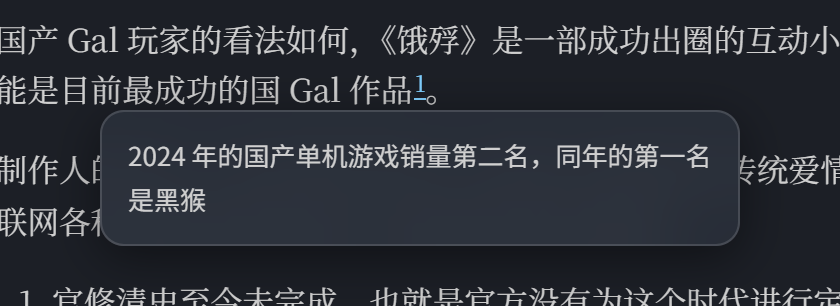 国产 Gal 玩家的看法如何，《饿殍》是一部成功出圈的互动小
能是目前最成功的国 Gal 作品1。
2024 年的国产单机游戏销量第二名，同年的第一名
是黑猴
制作人的
传统爱情
联网各种
1. 官修清史至今未完成，也就是官方没有为这个时代进行定